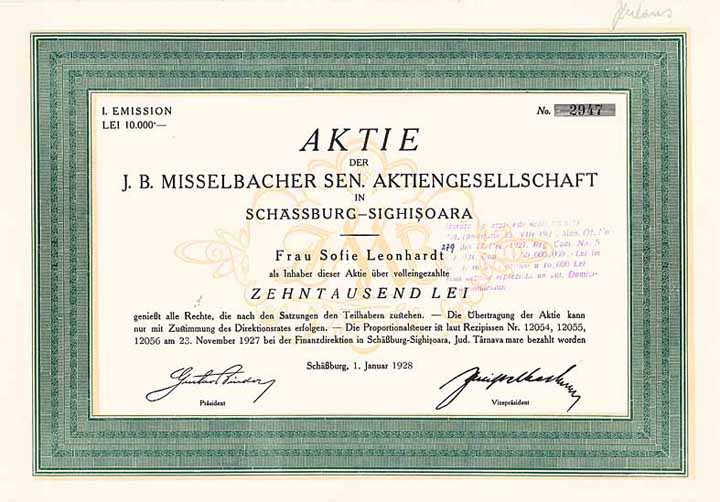 I. EMISSION
LEI 10.000·—
No. 2947
AKTIE
DER
J. B. MISSELBACHER SEN. AKTIENGESELLSCHAFT
IN
SCHÄSSBURG–SIGHIȘOARA
Frau Sofie Leonhardt
279
als Inhaber dieser Aktie über volleingezahlte
ZEHNTAUSEND LEI
genießt alle Rechte, die nach den Satzungen den Teilhabern zustehen. — Die Übertragung der Aktie kann
nur mit Zustimmung des Direktionsrates erfolgen. — Die Proportionalsteuer ist laut Rezipissen Nr. 12054, 12055,
12056 am 23. November 1927 bei der Finanzdirektion in Schäßburg-Sighișoara, Jud. Târnava mare bezahlt worden
Schäßburg, 1. Januar 1928
Präsident
Vizepräsident